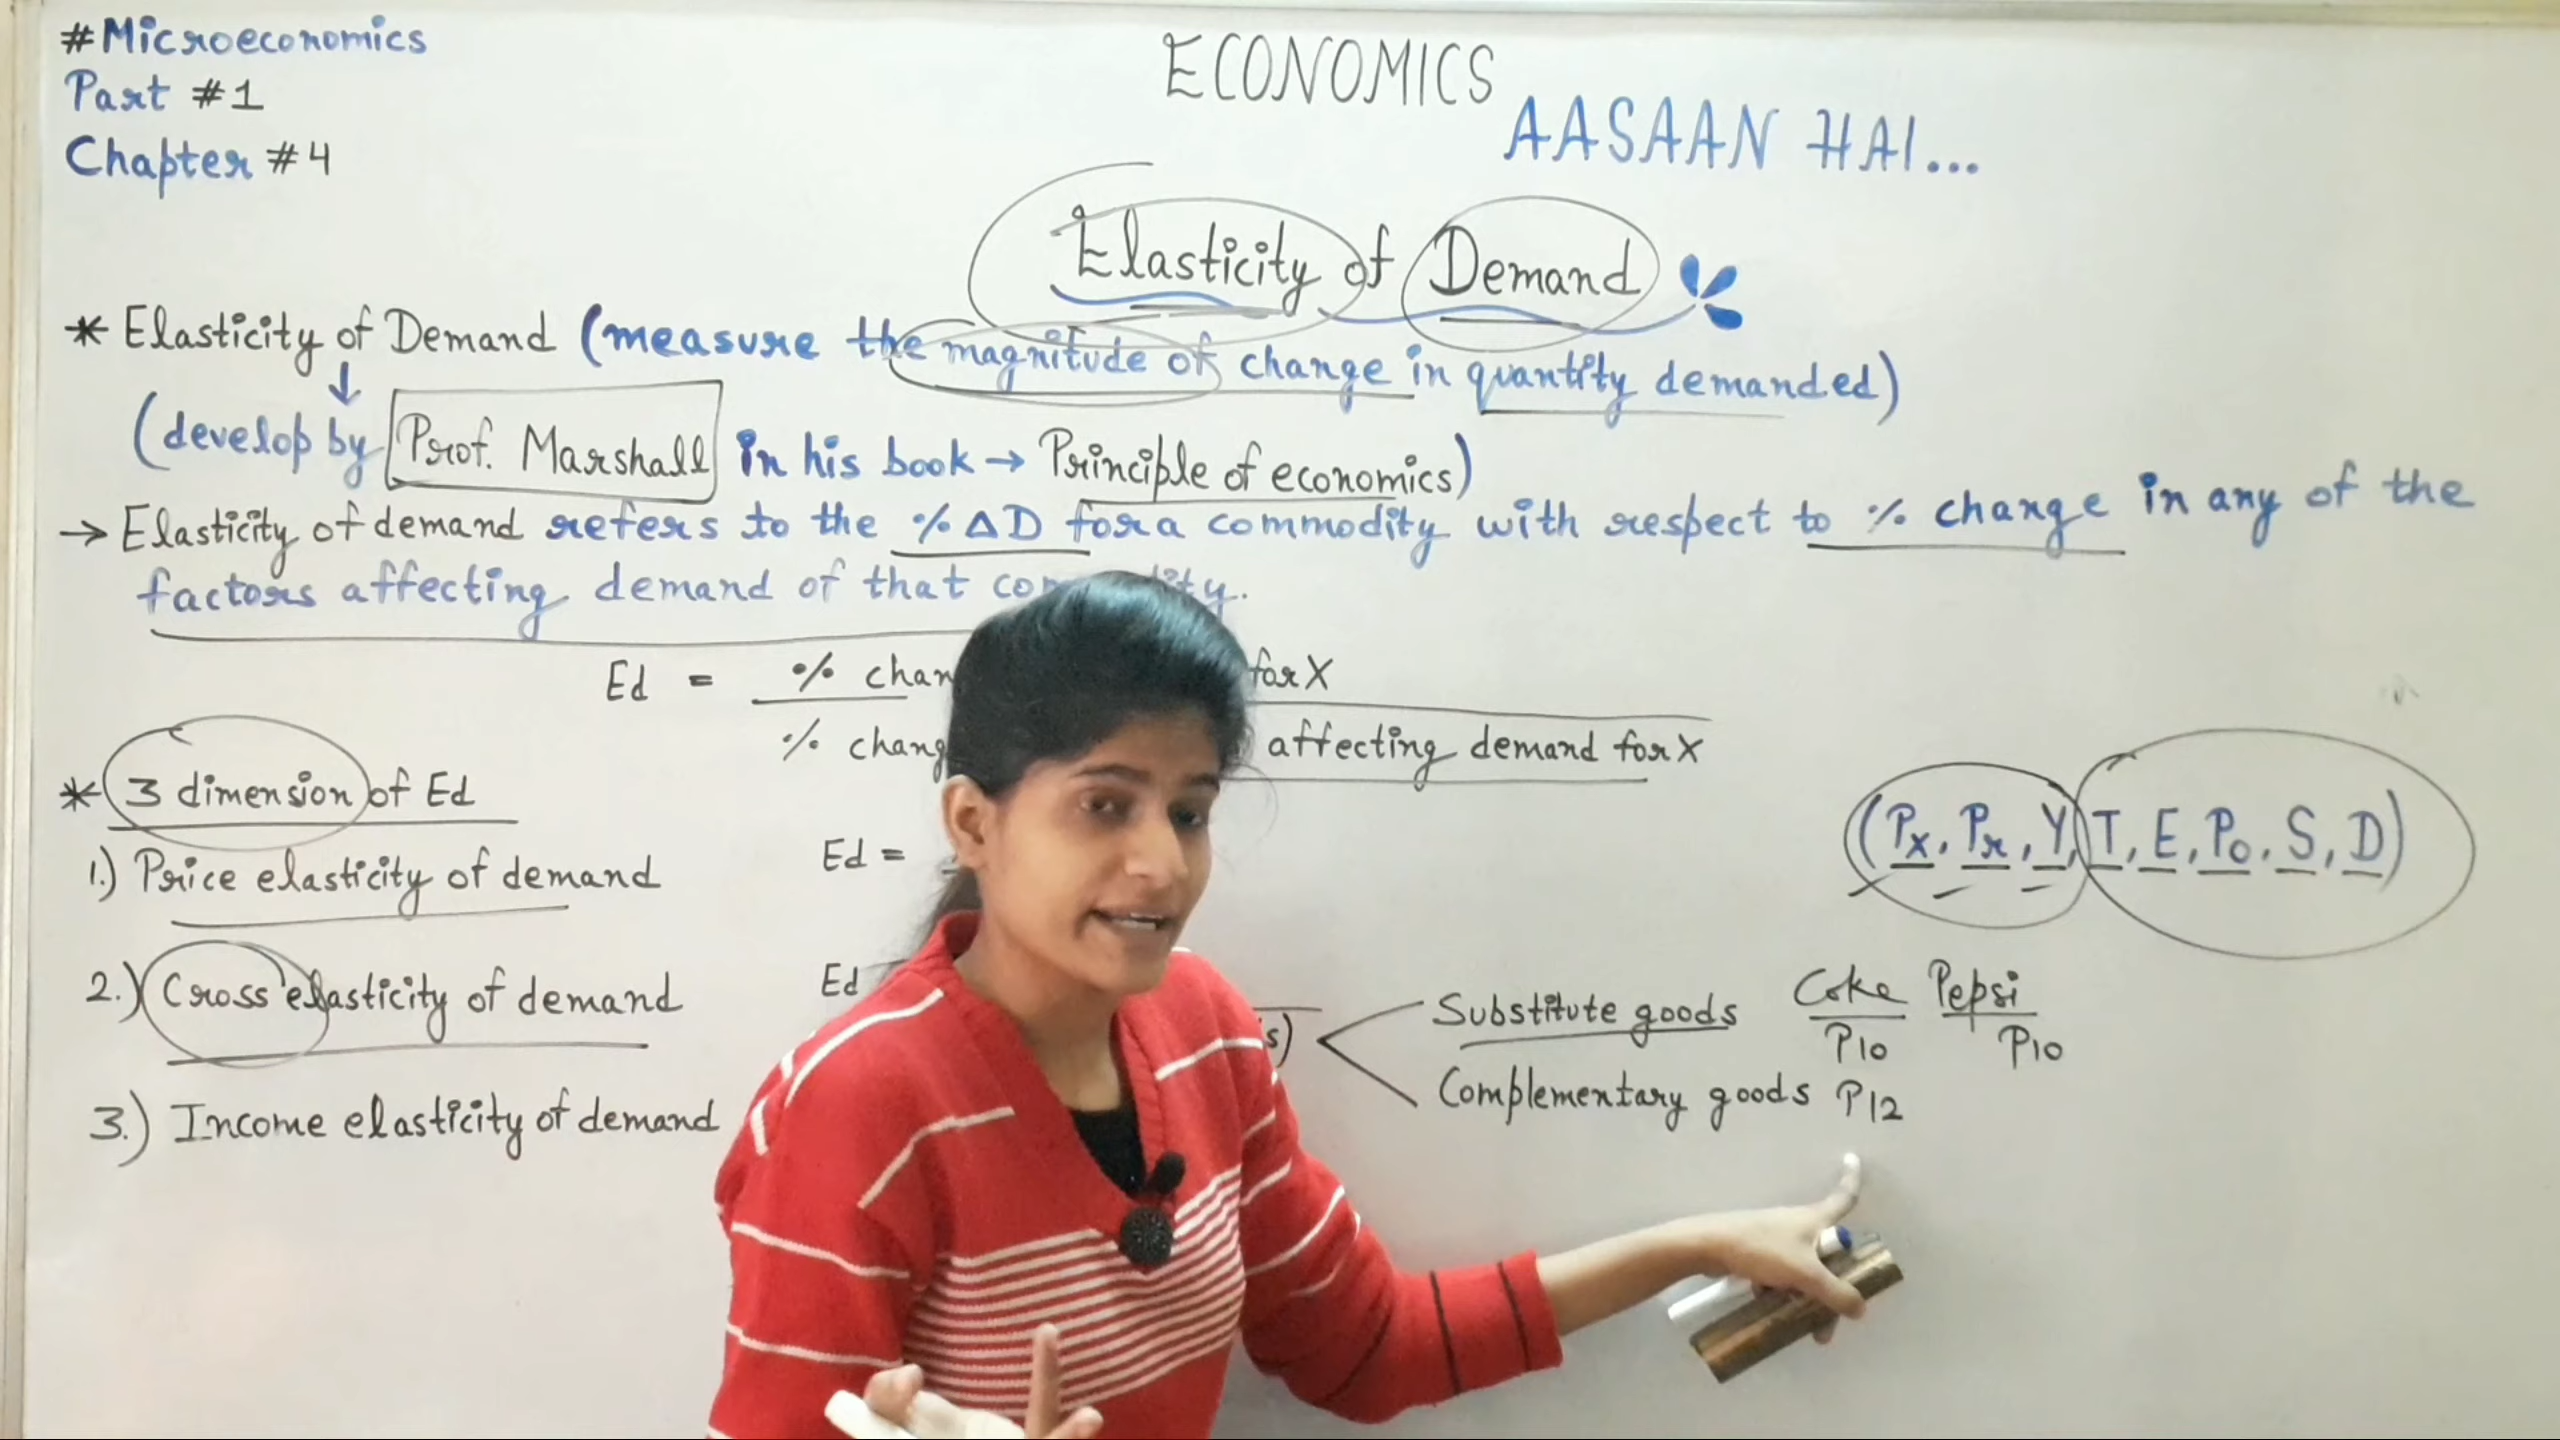 #Microeconomics
Part #1
Chapter #4
ECONOMICS
AASAAN HAI...
Elasticity of Demand
* Elasticity of Demand (measure the magnitude of change in quantity demanded)
↓
(develop by Prof. Marshall in his book → Principle of economics)
→ Elasticity of demand refers to the % Δ D for a commodity with respect to % change in any of the
factors affecting demand of that
Ed = % for X
% affecting demand for X
* 3 dimension of Ed
(Px, Pr, Y, T, E, Po, S, D)
1.) Price elasticity of demand Ed =
2.) Cross elasticity of demand Ed
Substitute goods
Complementary goods
Coke Pepsi
P10 P10
P12
3.) Income elasticity of demand